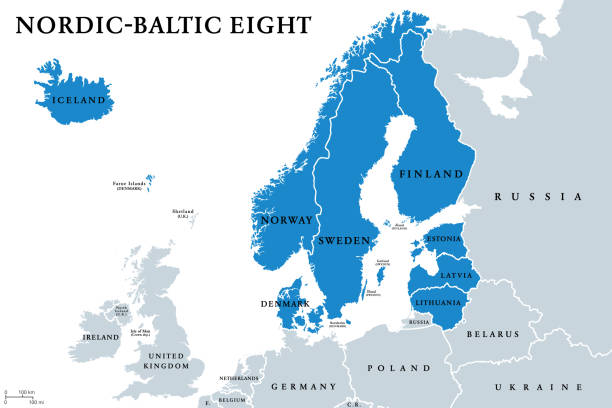 NORDIC-BALTIC EIGHT
ICELAND
Faroe Islands
(DENMARK)
Shetland
(U.K.)
FINLAND
RUSSIA
NORWAY
SWEDEN
Åland
(FINLAND)
ESTONIA
Gotland
(SWEDEN)
Öland
(SWEDEN)
LATVIA
DENMARK
LITHUANIA
Bornholm
(DENMARK)
RUSSIA
Northern
Ireland
(U.K.)
Isle of Man
(Crown dep.)
IRELAND
UNITED
KINGDOM
BELARUS
NETHERLANDS
POLAND
GERMANY
UKRAINE
BELGIUM
F.
C.R.
0 100 km
0 100 mi